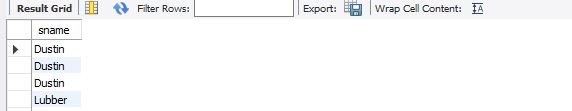 Result Grid Filter Rows: Export: Wrap Cell Content:
sname
Dustin
Dustin
Dustin
Lubber